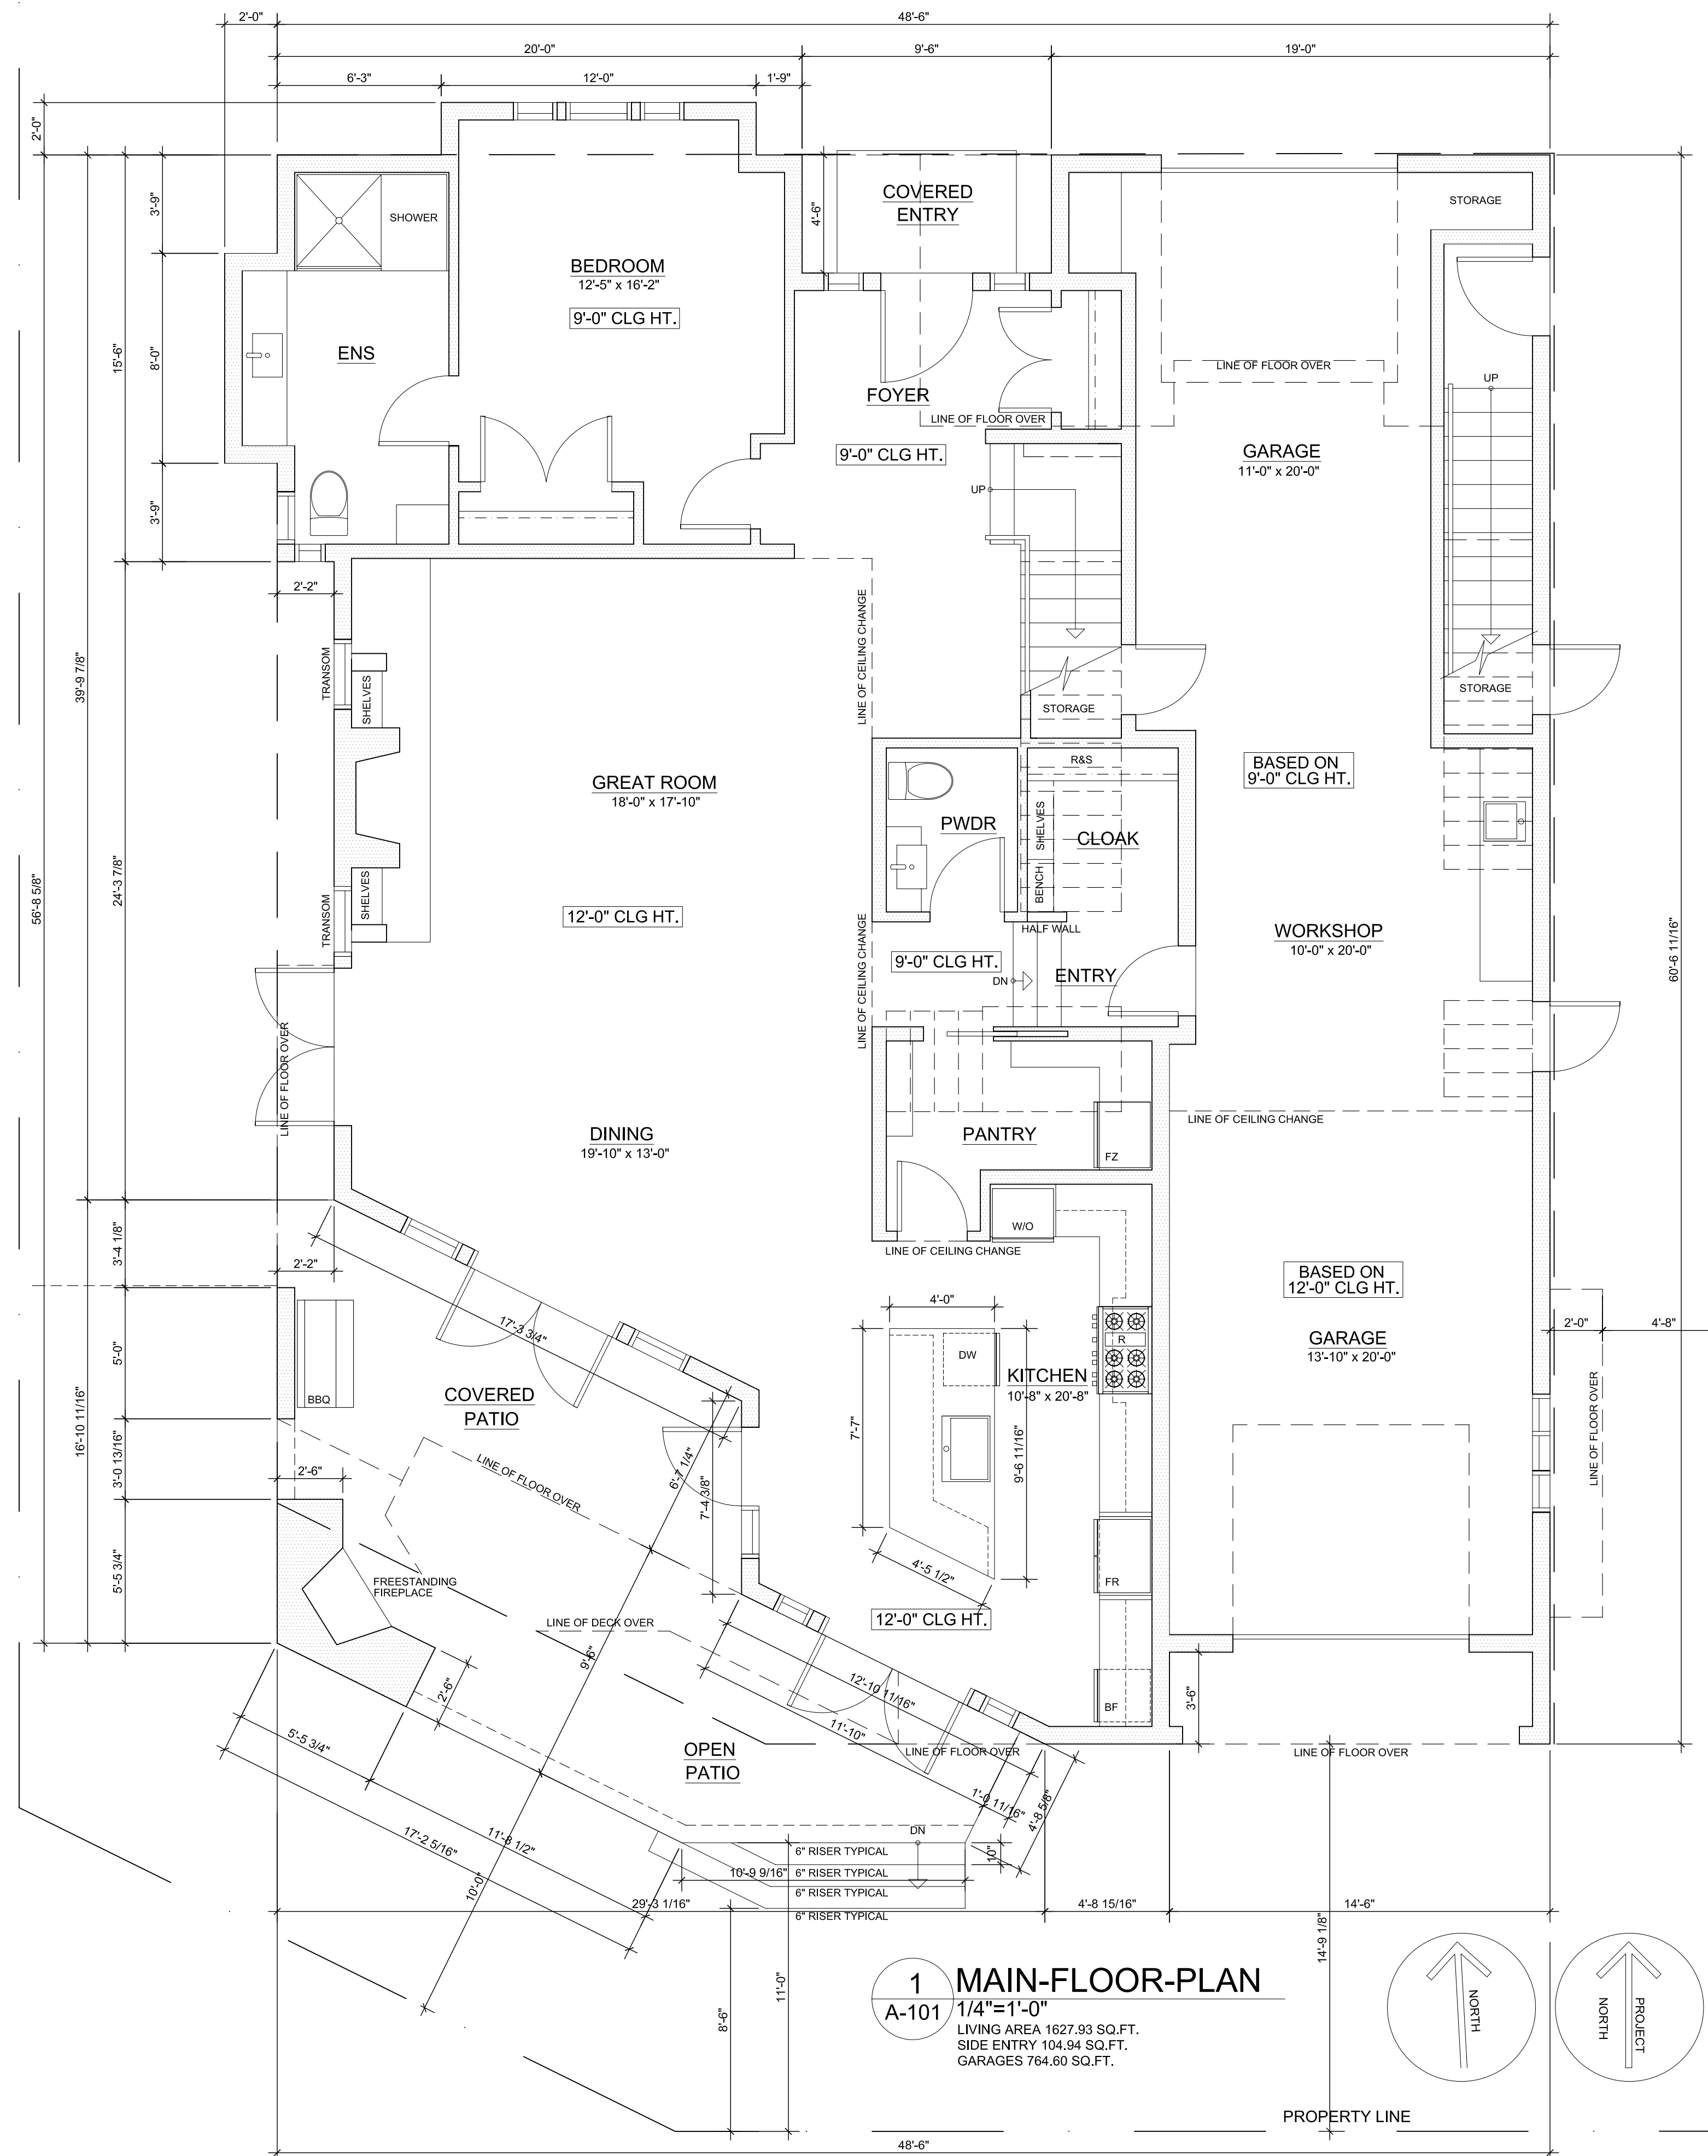 2'-0"
48'-6"
20'-0"
9'-6"
19'-0"
6'-3"
12'-0"
1'-9"
2'-0"
3'-9"
4'-6"
COVERED
ENTRY
STORAGE
SHOWER
BEDROOM
12'-5" x 16'-2"
9'-0" CLG HT.
ENS
15'-6"
8'-0"
FOYER
LINE OF FLOOR OVER
LINE OF FLOOR OVER
UP
9'-0" CLG HT.
GARAGE
11'-0" x 20'-0"
UP
3'-9"
2'-2"
39'-9 7/8"
TRANSOM
SHELVES
LINE OF CEILING CHANGE
STORAGE
STORAGE
GREAT ROOM
18'-0" x 17'-10"
R&S
BASED ON
9'-0" CLG HT.
PWDR
SHELVES
CLOAK
BENCH
56'-8 5/8"
24'-3 7/8"
TRANSOM
SHELVES
12'-0" CLG HT.
LINE OF CEILING CHANGE
HALF WALL
9'-0" CLG HT.
DN
ENTRY
WORKSHOP
10'-0" x 20'-0"
60'-6 11/16"
LINE OF FLOOR OVER
LINE OF CEILING CHANGE
DINING
19'-10" x 13'-0"
PANTRY
FZ
W/O
LINE OF CEILING CHANGE
3'-4 1/8"
2'-2"
17'-3 3/4"
BASED ON
12'-0" CLG HT.
GARAGE
13'-10" x 20'-0"
2'-0"
4'-8"
LINE OF FLOOR OVER
4'-0"
DW
R
KITCHEN
10'-8" x 20'-8"
7'-7"
9'-6 11/16"
4'-5 1/2"
FR
12'-0" CLG HT.
BF
5'-0"
BBQ
COVERED
PATIO
16'-10 11/16"
3'-0 13/16"
2'-6"
LINE OF FLOOR OVER
6'-7 1/4"
7'-4 3/8"
5'-5 3/4"
FREESTANDING
FIREPLACE
LINE OF DECK OVER
9'-6"
2'-6"
12'-10 11/16"
11'-10"
3'-6"
OPEN
PATIO
LINE OF FLOOR OVER
LINE OF FLOOR OVER
5'-5 3/4"
1'-0 11/16"
4'-8 5/8"
17'-2 5/16"
11'-8 1/2"
10'-0"
DN
10"
6" RISER TYPICAL
10'-9 9/16"
6" RISER TYPICAL
6" RISER TYPICAL
6" RISER TYPICAL
29'-3 1/16"
4'-8 15/16"
14'-6"
14'-9 1/8"
11'-0"
8'-6"
1
A-101
MAIN-FLOOR-PLAN
1/4"=1'-0"
LIVING AREA 1627.93 SQ.FT.
SIDE ENTRY 104.94 SQ.FT.
GARAGES 764.60 SQ.FT.
NORTH
PROJECT
NORTH
PROPERTY LINE
48'-6"